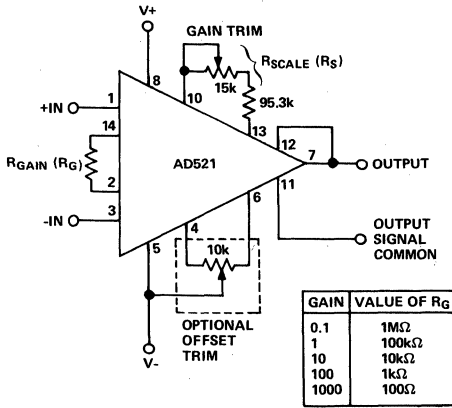 V+
GAIN TRIM
RSCALE (RS)
8
10
15k
95.3k
1
+IN
13
14
12
RGAIN (RG)
AD521
7
OUTPUT
2
11
-IN
3
6
4
5
10k
OUTPUT
SIGNAL
COMMON
OPTIONAL
OFFSET
TRIM
V-
GAIN VALUE OF RG
0.1 1MΩ
1 100kΩ
10 10kΩ
100 1kΩ
1000 100Ω